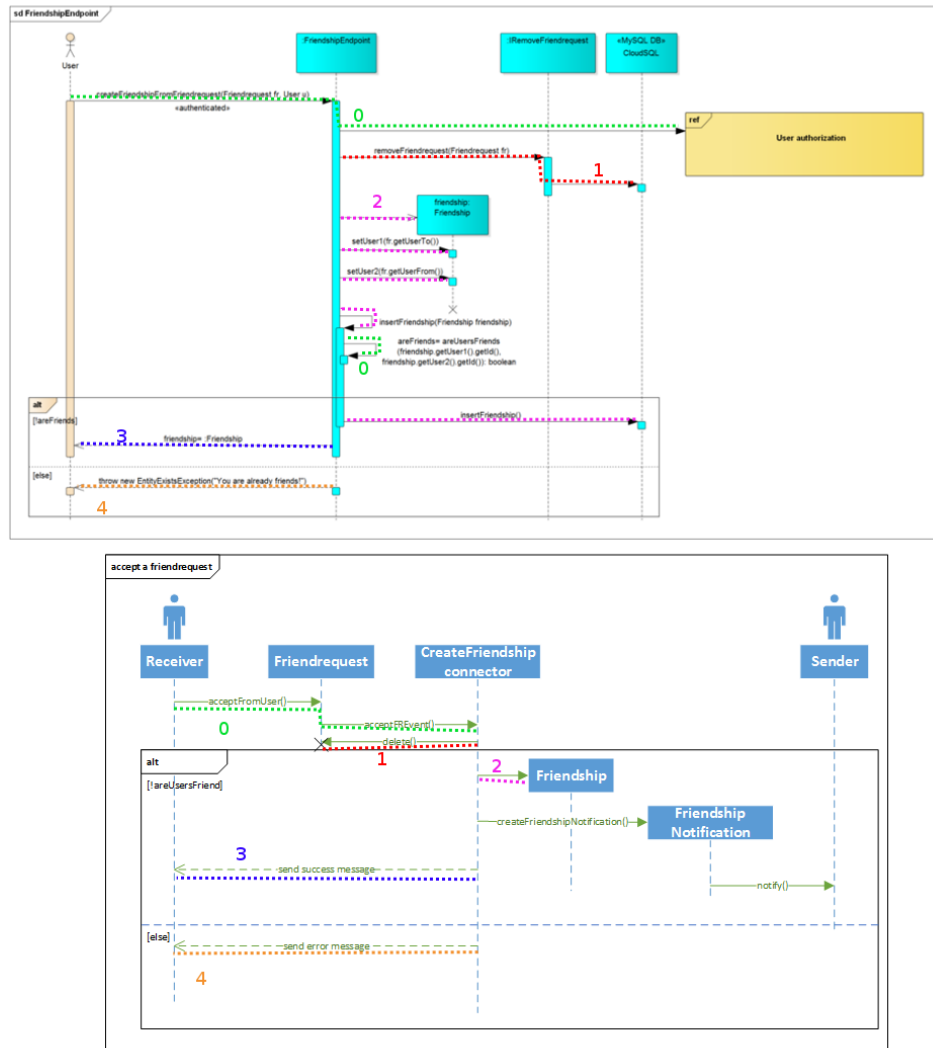 sd FriendshipEndpoint
User
:FriendshipEndpoint
:IRemoveFriendrequest
«MySQL DB»
CloudSQL
createFriendshipFromFriendrequest(Friendrequest fr, User u)
«authenticated»
0
ref
User authorization
removeFriendrequest(Friendrequest fr)
1
2
friendship:
Friendship
setUser1(fr.getUserTo())
setUser2(fr.getUserFrom())
insertFriendship(Friendship friendship)
areFriends= areUsersFriends
(friendship.getUser1().getId(),
friendship.getUser2().getId()): boolean
0
alt
[!areFriends]
insertFriendship()
3
friendship= :Friendship
[else]
throw new EntityExistsException("You are already friends!")
4
accept a friendrequest
Receiver
Friendrequest
CreateFriendship
connector
Sender
acceptFromUser()
0
acceptFREvent()
delete()
1
alt
2
Friendship
[!areUsersFriend]
createFriendshipNotification()
Friendship
Notification
3
send success message
notify()
[else]
send error message
4